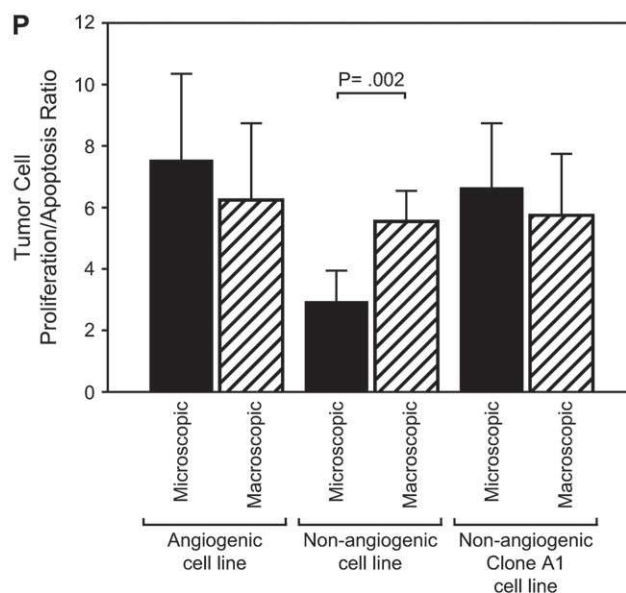 P
Tumor Cell
Proliferation/Apoptosis Ratio
12
10
8
6
4
2
0
P= .002
Microscopic
Macroscopic
Microscopic
Macroscopic
Microscopic
Macroscopic
Angiogenic
cell line
Non-angiogenic
cell line
Non-angiogenic
Clone A1
cell line